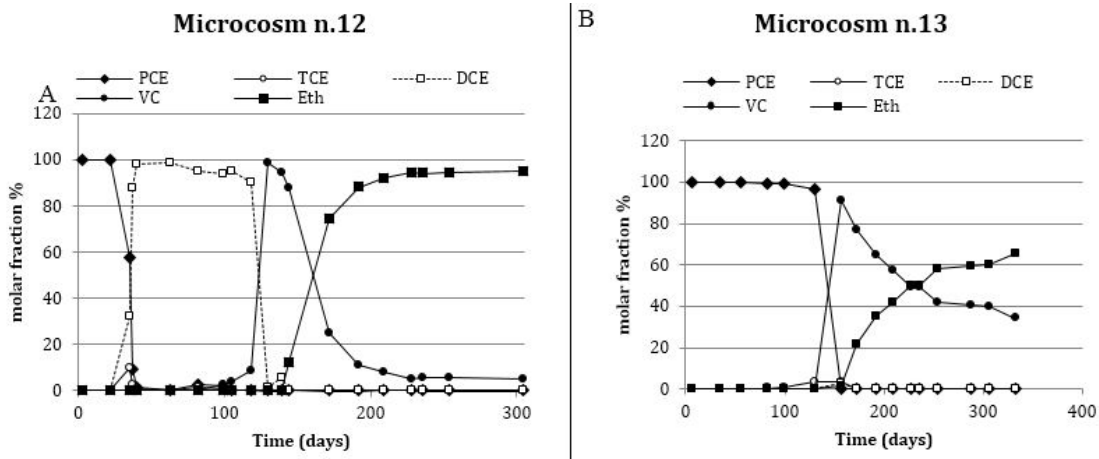 Microcosm n.12
PCE TCE DCE
VC Eth
A
120
100
80
60
40
20
0
molar fraction %
0 100 200 300
Time (days)
B
Microcosm n.13
PCE TCE DCE
VC Eth
120
100
80
60
40
20
0
molar fraction %
0 100 200 300 400
Time (days)